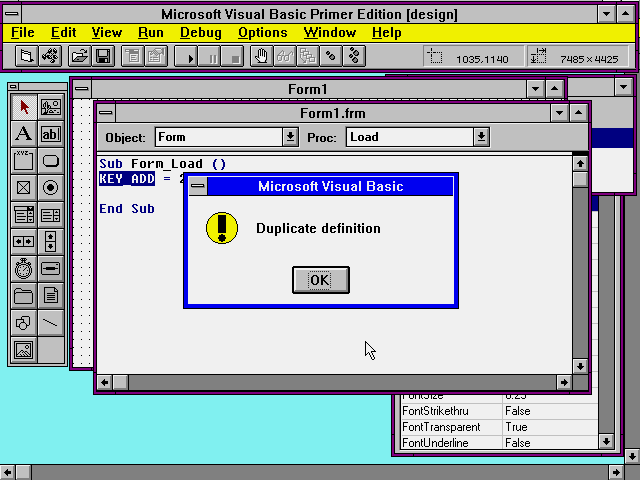 Microsoft Visual Basic Primer Edition [design]
File Edit View Run Debug Options Window Help
1035.1140 7485×4425
Form1
Form1.frm
Object: Form Proc: Load
Sub Form_Load ()
KEY_ADD = 2
End Sub
Microsoft Visual Basic
Duplicate definition
OK
A ab
XYZ
FontSize 8.25
FontStrikethru False
FontTransparent True
FontUnderline False